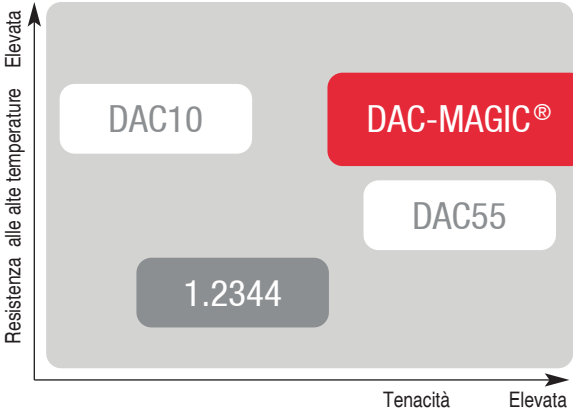 Resistenza alle alte temperature Elevata
DAC10
DAC-MAGIC®
DAC55
1.2344
Tenacità Elevata